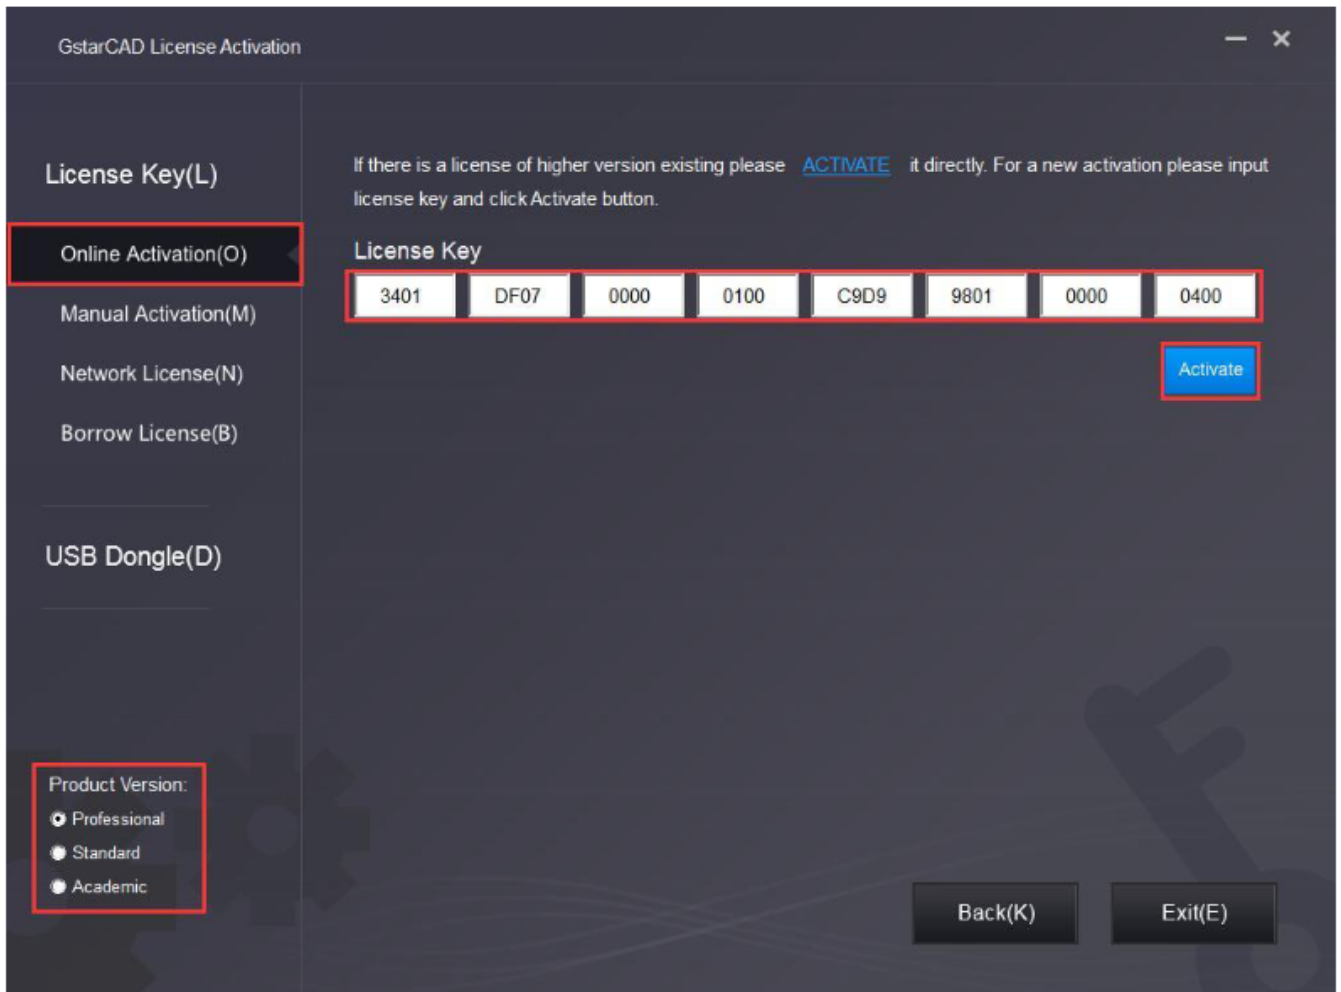 GstarCAD License Activation
License Key(L)
Online Activation(O)
Manual Activation(M)
Network License(N)
Borrow License(B)
USB Dongle(D)
Product Version:
Professional
Standard
Academic
If there is a license of higher version existing please ACTIVATE it directly. For a new activation please input
license key and click Activate button.
License Key
3401 DF07 0000 0100 C9D9 9801 0000 0400
Activate
Back(K) Exit(E)